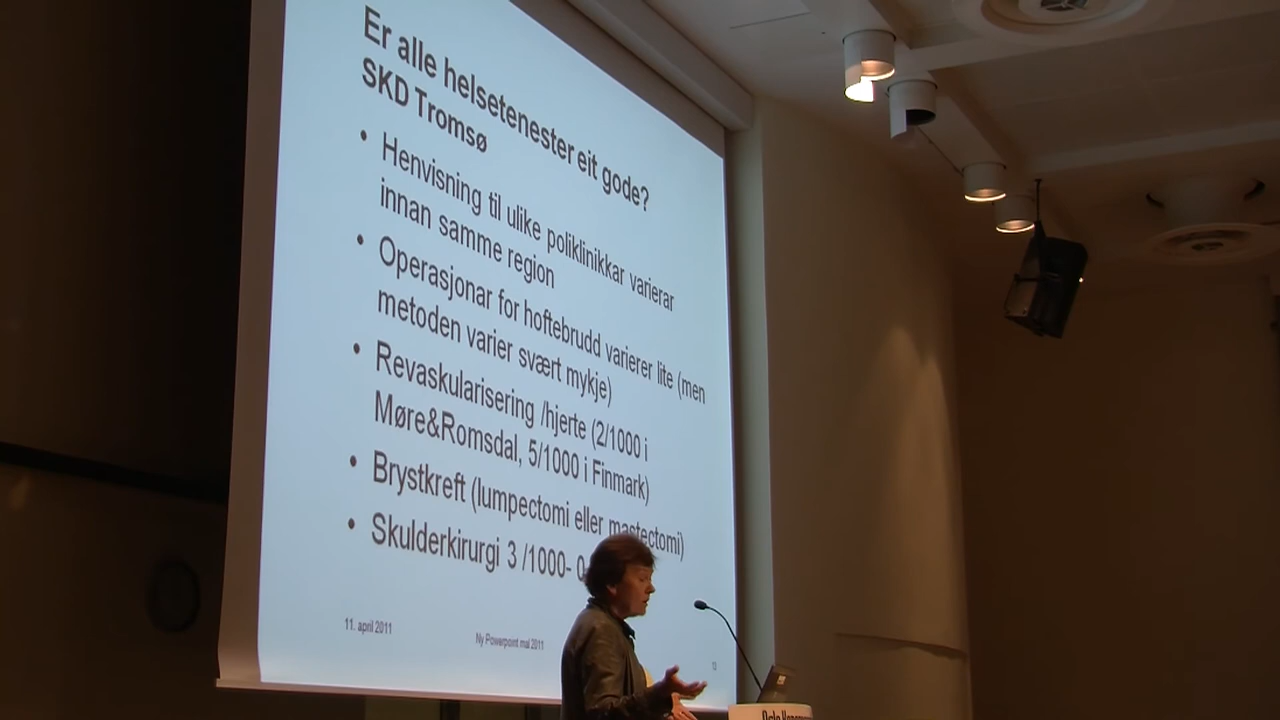 Er alle helsetenester eit gode?
SKD Tromsø
• Henvisning til ulike poliklinikkar varierar
innan samme region
• Operasjonar for hoftebrudd varierer lite (men
metoden varier svært mykje)
• Revaskularisering /hjerte (2/1000 i
Møre&Romsdal, 5/1000 i Finmark)
• Brystkreft (lumpectomi eller mastectomi)
• Skulderkirurgi 3 /1000- 0
11. april 2011
Ny Powerpoint mal 2011
Oslo